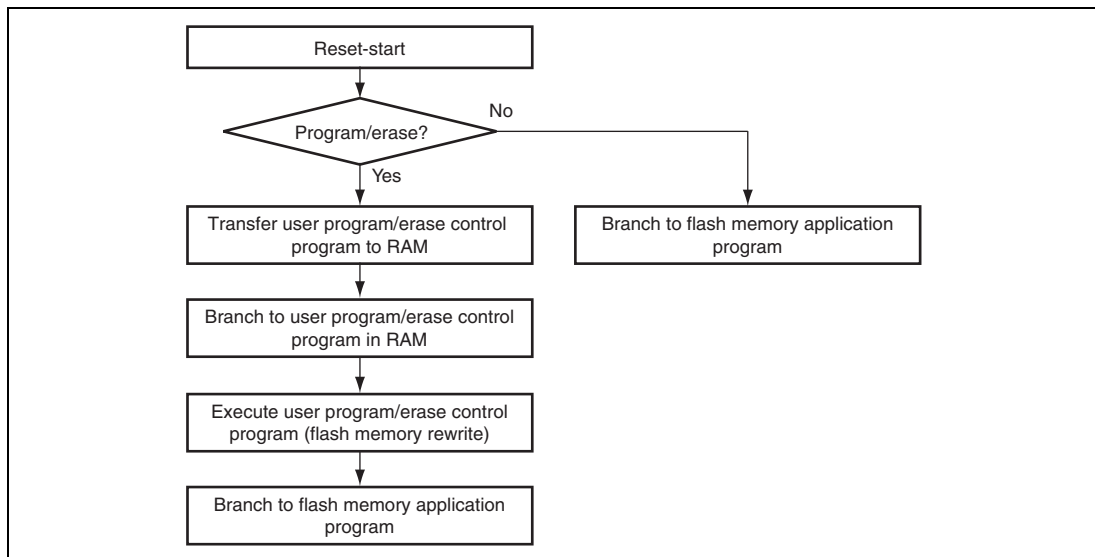 Reset-start
Program/erase?
No
Yes
Transfer user program/erase control
program to RAM
Branch to flash memory application
program
Branch to user program/erase control
program in RAM
Execute user program/erase control
program (flash memory rewrite)
Branch to flash memory application
program